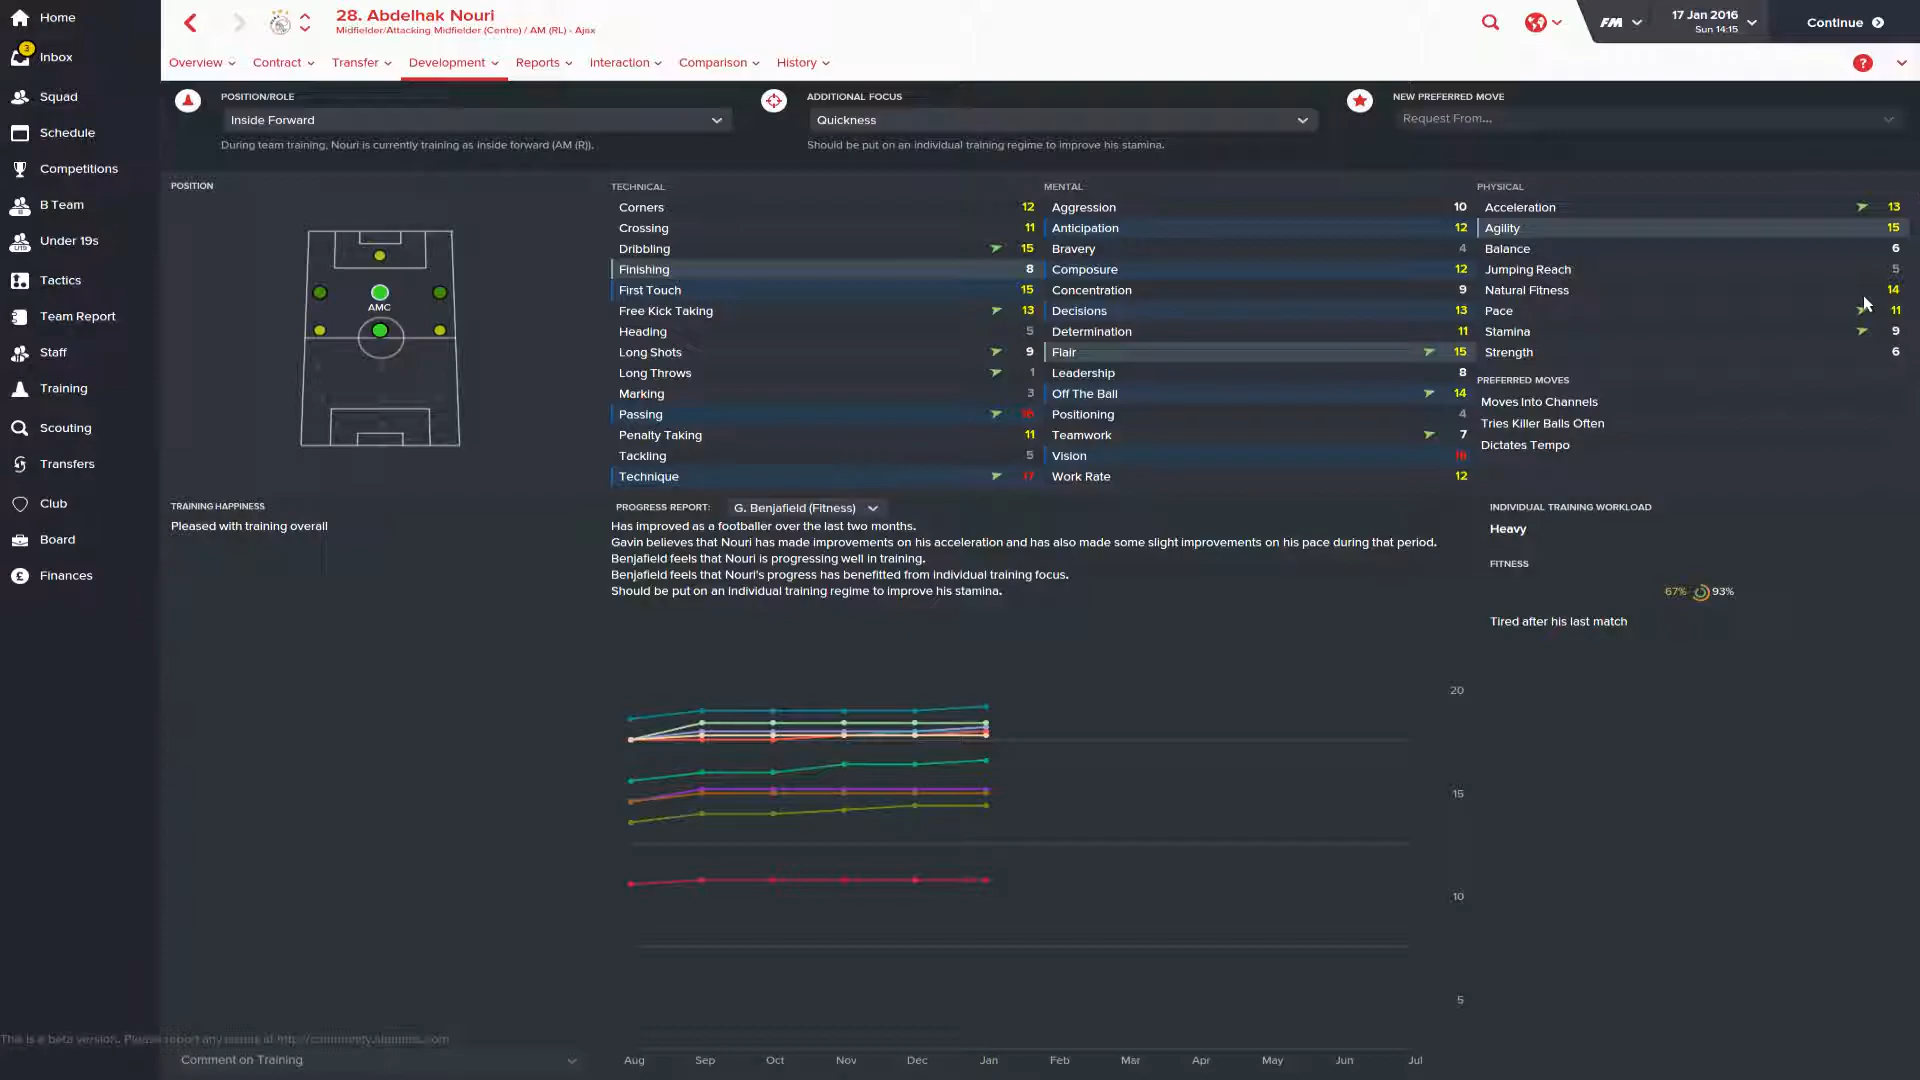 Home
3
Inbox
Squad
Schedule
Competitions
B Team
Under 19s
Tactics
Team Report
Staff
Training
Scouting
Transfers
Club
Board
Finances
28. Abdelhak Nouri
Midfielder/Attacking Midfielder (Centre) / AM (RL) - Ajax
FM
17 Jan 2016
Sun 14:15
Continue
Overview Contract Transfer Development Reports Interaction Comparison History
?
POSITION/ROLE
Inside Forward
During team training, Nouri is currently training as inside forward (AM (R)).
ADDITIONAL FOCUS
Quickness
Should be put on an individual training regime to improve his stamina.
NEW PREFERRED MOVE
Request From...
POSITION
AMC
TECHNICAL
Corners 12
Crossing 11
Dribbling 15
Finishing 8
First Touch 15
Free Kick Taking 13
Heading 5
Long Shots 9
Long Throws 1
Marking 3
Passing
Penalty Taking 11
Tackling 5
Technique 17
MENTAL
Aggression 10
Anticipation 12
Bravery 4
Composure 12
Concentration 9
Decisions 13
Determination 11
Flair 15
Leadership 8
Off The Ball 14
Positioning 4
Teamwork 7
Vision
Work Rate 12
PHYSICAL
Acceleration 13
Agility 15
Balance 6
Jumping Reach 5
Natural Fitness 14
Pace 11
Stamina 9
Strength 6
PREFERRED MOVES
Moves Into Channels
Tries Killer Balls Often
Dictates Tempo
TRAINING HAPPINESS
Pleased with training overall
PROGRESS REPORT: G. Benjafield (Fitness)
Has improved as a footballer over the last two months.
Gavin believes that Nouri has made improvements on his acceleration and has also made some slight improvements on his pace during that period.
Benjafield feels that Nouri is progressing well in training.
Benjafield feels that Nouri's progress has benefitted from individual training focus.
Should be put on an individual training regime to improve his stamina.
INDIVIDUAL TRAINING WORKLOAD
Heavy
FITNESS
67% 93%
Tired after his last match
20
15
10
5
Aug Sep Oct Nov Dec Jan Feb Mar Apr May Jun Jul
This is a beta version. Please report any issues at
Comment on Training